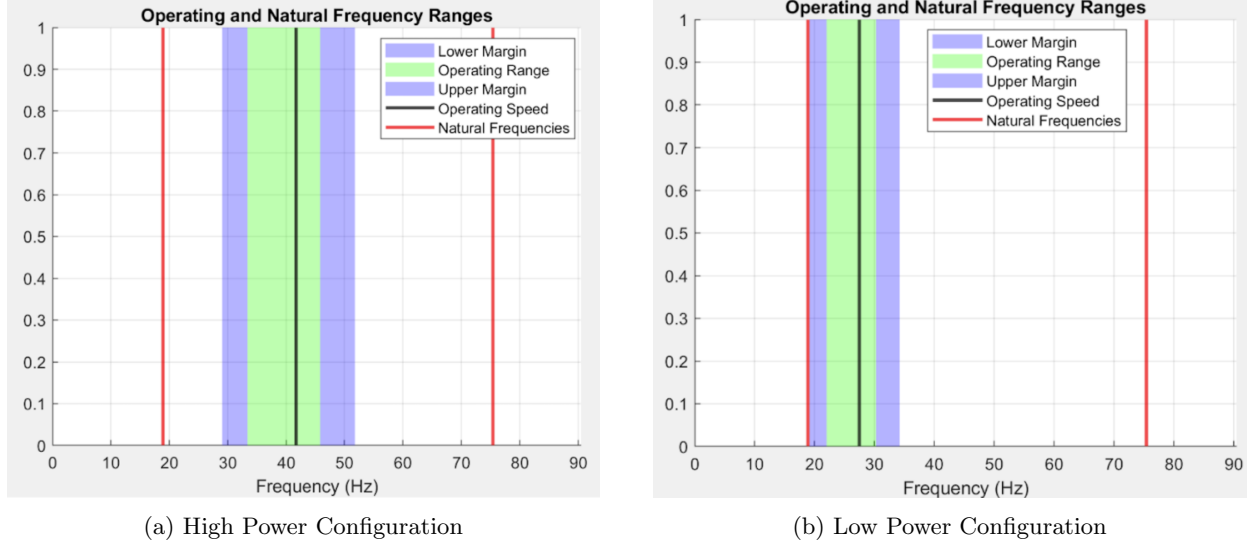 Operating and Natural Frequency Ranges
1
0.9
0.8
0.7
0.6
0.5
0.4
0.3
0.2
0.1
0
Lower Margin
Operating Range
Upper Margin
Operating Speed
Natural Frequencies
0 10 20 30 40 50 60 70 80 90
Frequency (Hz)
(a) High Power Configuration
Operating and Natural Frequency Ranges
1
0.9
0.8
0.7
0.6
0.5
0.4
0.3
0.2
0.1
0
Lower Margin
Operating Range
Upper Margin
Operating Speed
Natural Frequencies
0 10 20 30 40 50 60 70 80 90
Frequency (Hz)
(b) Low Power Configuration